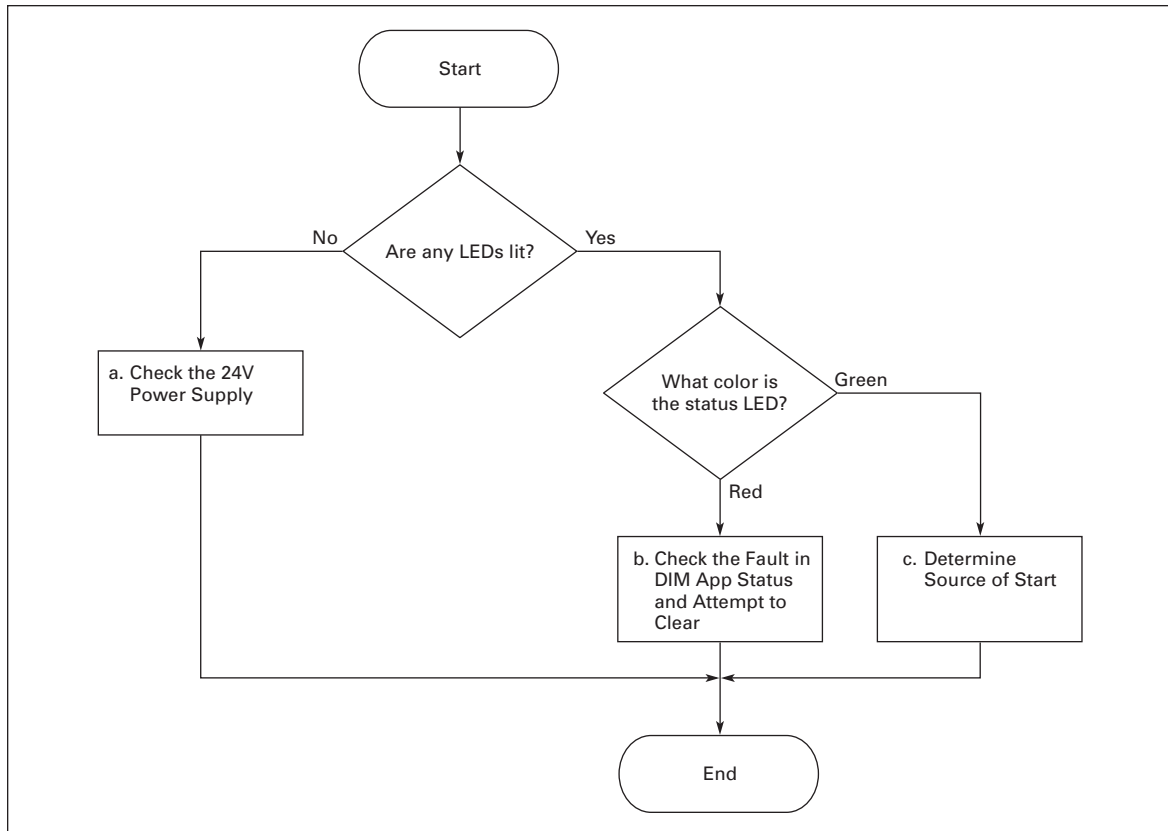 Start
Are any LEDs lit?
No
Yes
a. Check the 24V
Power Supply
What color is
the status LED?
Green
Red
b. Check the Fault in
DIM App Status
and Attempt to
Clear
c. Determine
Source of Start
End